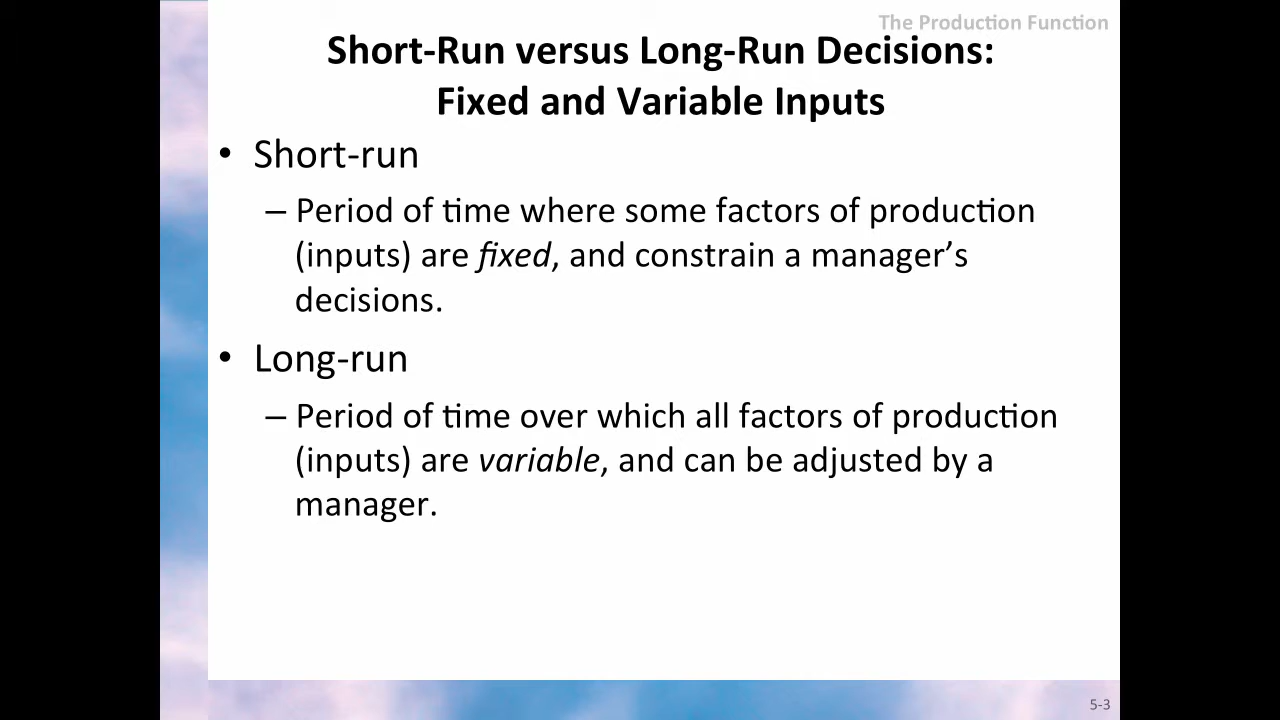 The Production Function
Short-Run versus Long-Run Decisions:
Fixed and Variable Inputs
• Short-run
– Period of time where some factors of production
(inputs) are fixed, and constrain a manager’s
decisions.
• Long-run
– Period of time over which all factors of production
(inputs) are variable, and can be adjusted by a
manager.
5-3